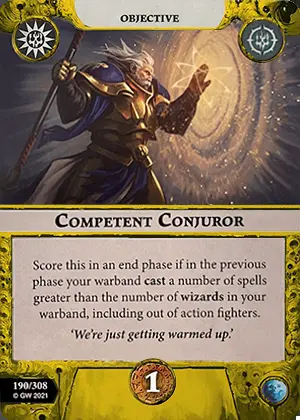 OBJECTIVE
COMPETENT CONJUROR
Score this in an end phase if in the previous
phase your warband cast a number of spells
greater than the number of wizards in your
warband, including out of action fighters.
‘We’re just getting warmed up.’
190/308
© GW 2021
1